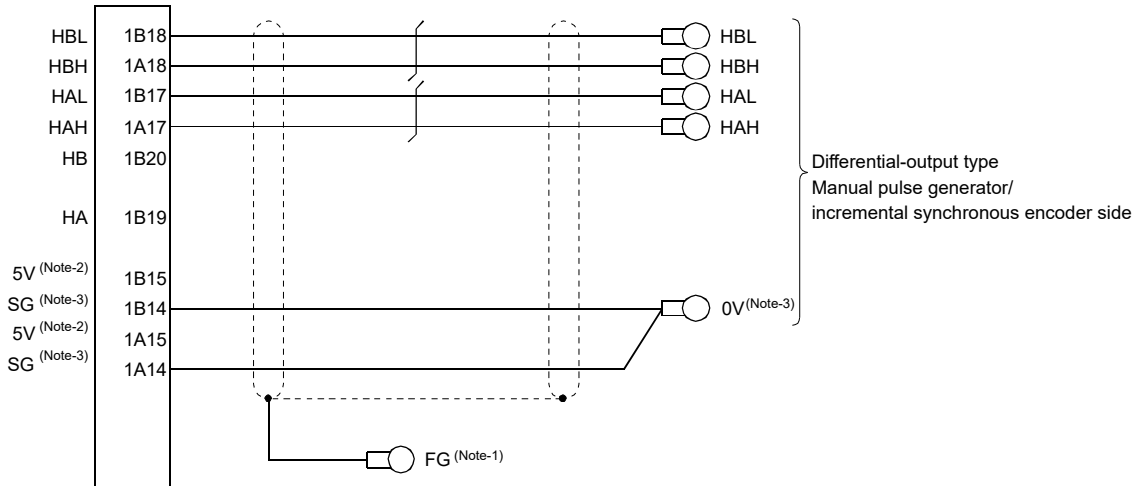 HBL 1B18 HBL
HBH 1A18 HBH
HAL 1B17 HAL
HAH 1A17 HAH
HB 1B20
Differential-output type
Manual pulse generator/
incremental synchronous encoder side
HA 1B19
5V (Note-2) 1B15
SG (Note-3) 1B14 0V(Note-3)
5V (Note-2) 1A15
SG (Note-3) 1A14
FG (Note-1)